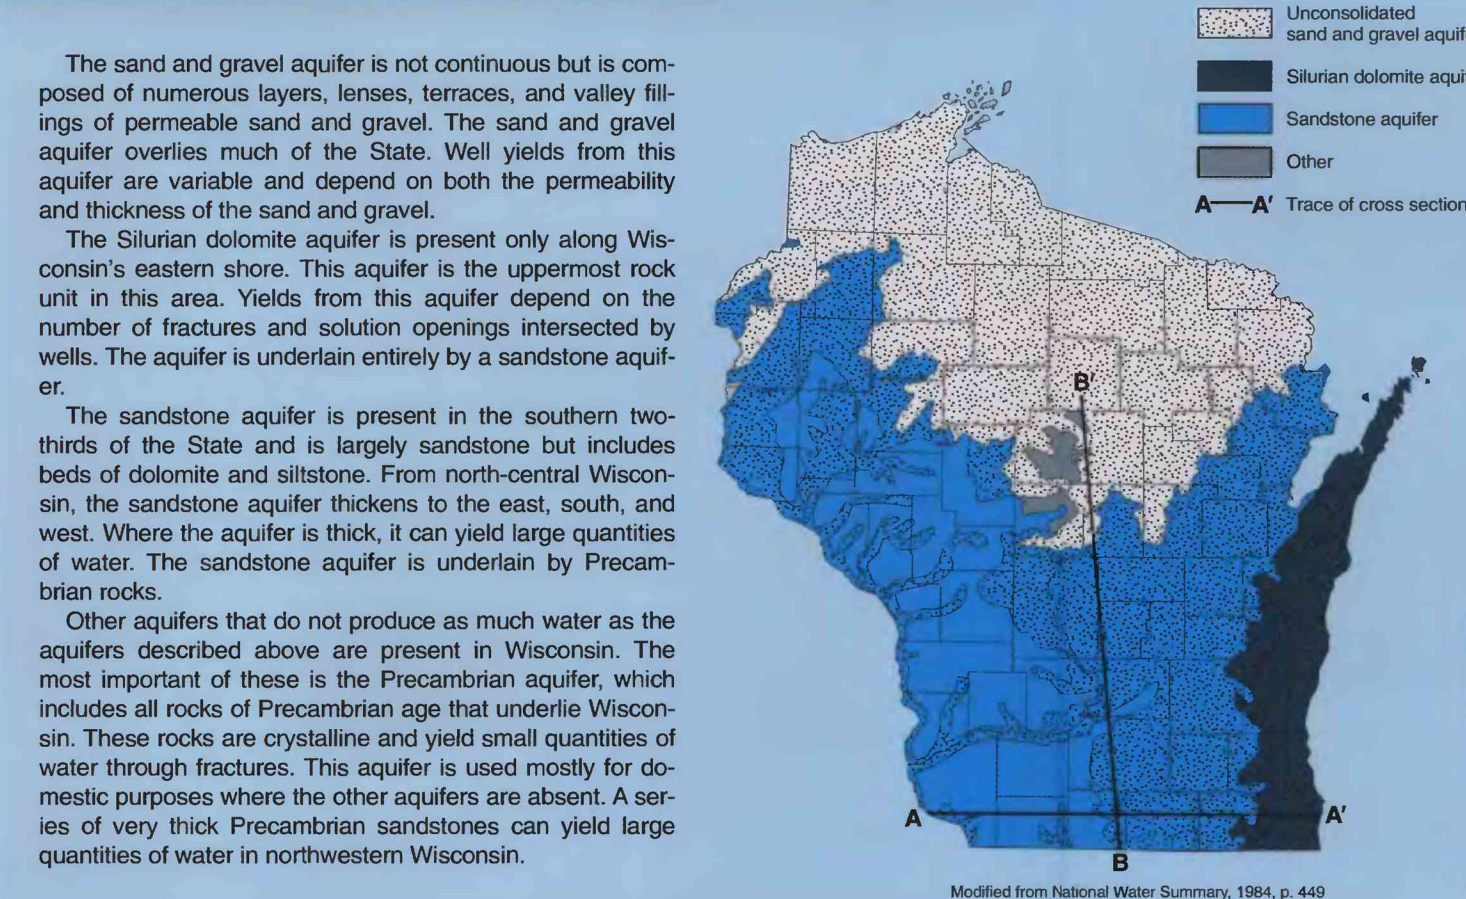 The sand and gravel aquifer is not continuous but is com-
posed of numerous layers, lenses, terraces, and valley fill-
ings of permeable sand and gravel. The sand and gravel
aquifer overlies much of the State. Well yields from this
aquifer are variable and depend on both the permeability
and thickness of the sand and gravel.
The Silurian dolomite aquifer is present only along Wis-
consin's eastern shore. This aquifer is the uppermost rock
unit in this area. Yields from this aquifer depend on the
number of fractures and solution openings intersected by
wells. The aquifer is underlain entirely by a sandstone aquif-
er.
The sandstone aquifer is present in the southern two-
thirds of the State and is largely sandstone but includes
beds of dolomite and siltstone. From north-central Wiscon-
sin, the sandstone aquifer thickens to the east, south, and
west. Where the aquifer is thick, it can yield large quantities
of water. The sandstone aquifer is underlain by Precam-
brian rocks.
Other aquifers that do not produce as much water as the
aquifers described above are present in Wisconsin. The
most important of these is the Precambrian aquifer, which
includes all rocks of Precambrian age that underlie Wiscon-
sin. These rocks are crystalline and yield small quantities of
water through fractures. This aquifer is used mostly for do-
mestic purposes where the other aquifers are absent. A ser-
ies of very thick Precambrian sandstones can yield large
quantities of water in northwestern Wisconsin.
Unconsolidated
sand and gravel aquif
Silurian dolomite aqui
Sandstone aquifer
Other
A A' Trace of cross section
B'
A
A'
B
Modified from National Water Summary, 1984, p. 449